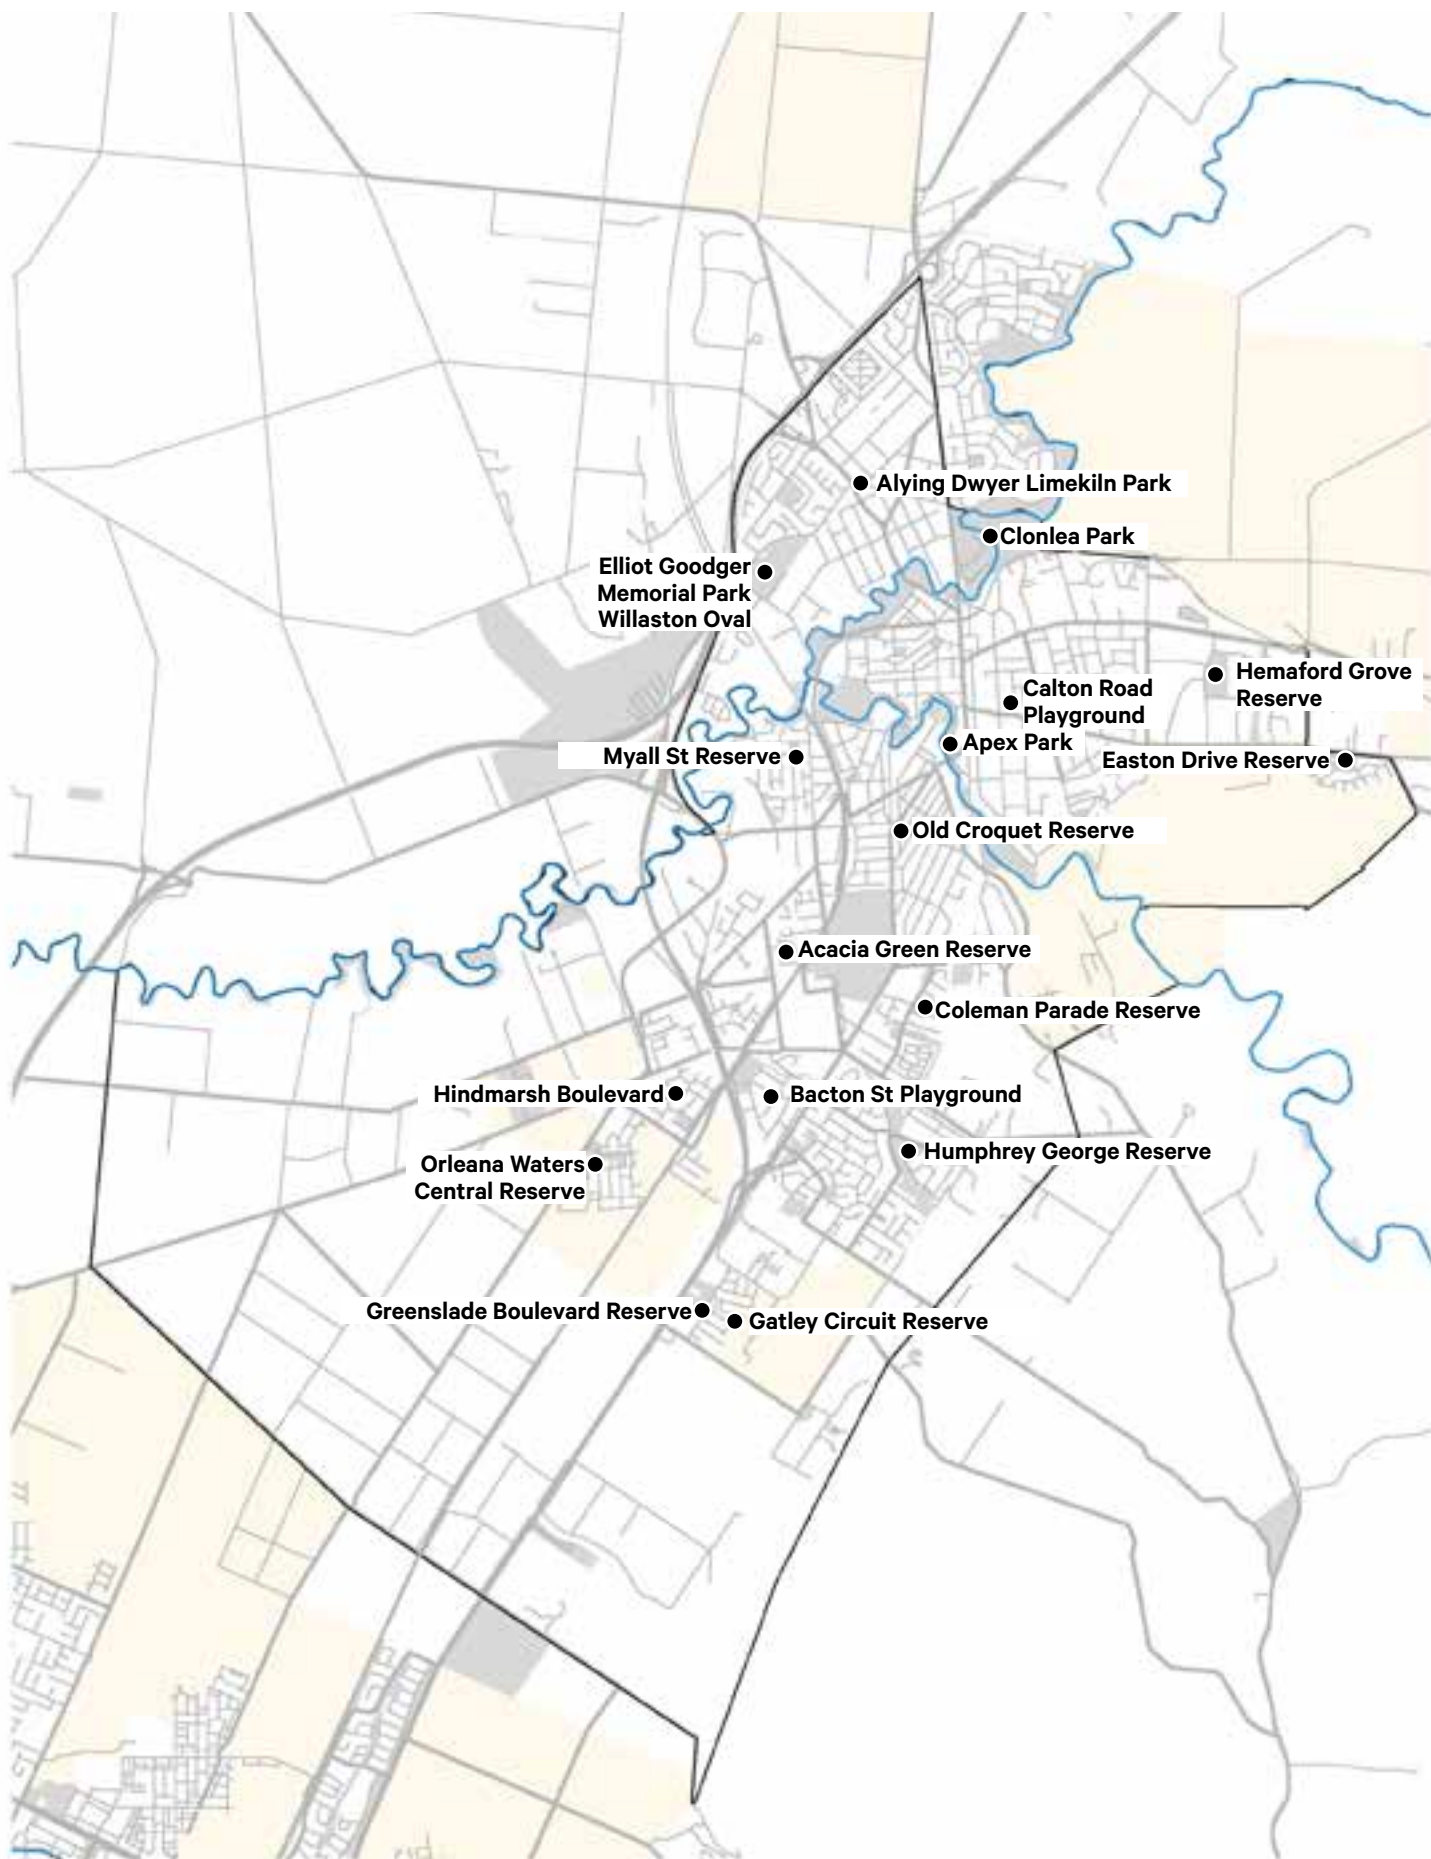 Alying Dwyer Limekiln Park
Clonlea Park
Elliot Goodger
Memorial Park
Willaston Oval
Hemaford Grove
Reserve
Calton Road
Playground
Apex Park
Myall St Reserve
Easton Drive Reserve
Old Croquet Reserve
Acacia Green Reserve
Coleman Parade Reserve
Hindmarsh Boulevard
Bacton St Playground
Humphrey George Reserve
Orleana Waters
Central Reserve
Greenslade Boulevard Reserve
Gatley Circuit Reserve